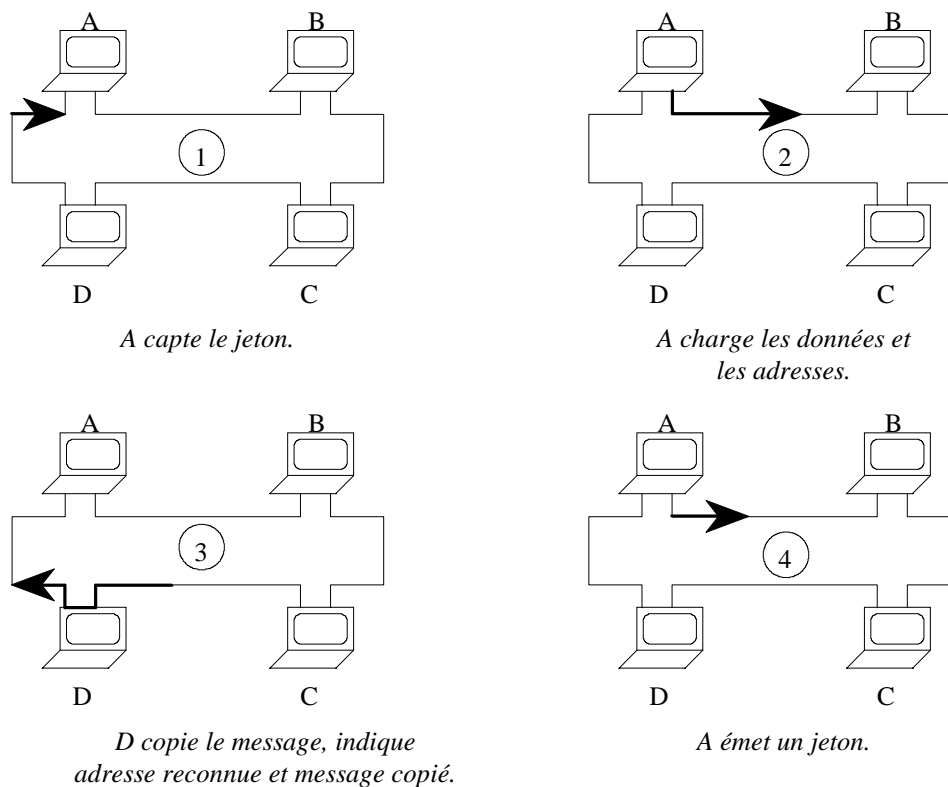 A B
1
D C
A capte le jeton.
A B
2
D C
A charge les données et
les adresses.
A B
3
D C
D copie le message, indique
adresse reconnue et message copié.
A B
4
D C
A émet un jeton.